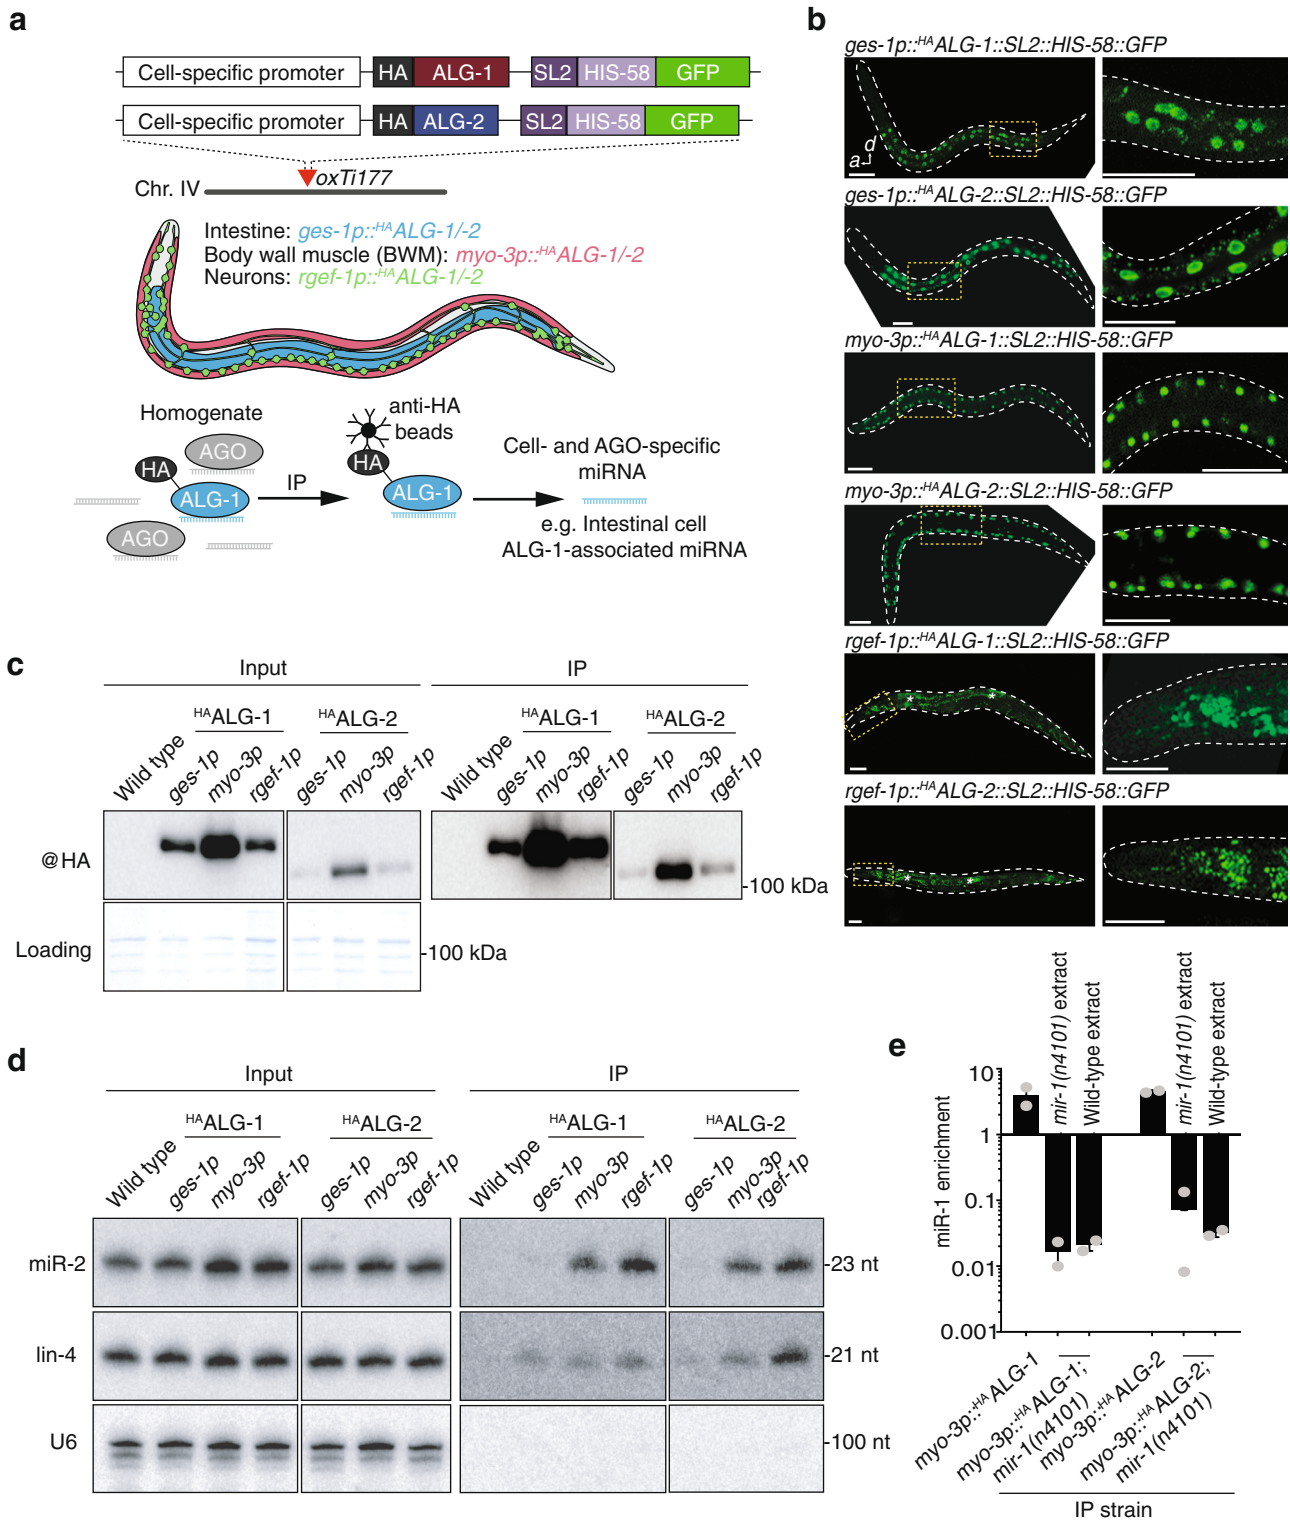 a
Cell-specific promoter HA ALG-1 SL2 HIS-58 GFP
Cell-specific promoter HA ALG-2 SL2 HIS-58 GFP
oxTi177
Chr. IV
Intestine: ges-1p::HAALG-1/-2
Body wall muscle (BWM): myo-3p::HAALG-1/-2
Neurons: rgef-1p::HAALG-1/-2
Homogenate
AGO
HA
ALG-1
AGO
IP
anti-HA
beads
HA
ALG-1
Cell- and AGO-specific
miRNA
e.g. Intestinal cell
ALG-1-associated miRNA
b
ges-1p::HAALG-1::SL2::HIS-58::GFP
d
a
ges-1p::HAALG-2::SL2::HIS-58::GFP
myo-3p::HAALG-1::SL2::HIS-58::GFP
myo-3p::HAALG-2::SL2::HIS-58::GFP
rgef-1p::HAALG-1::SL2::HIS-58::GFP
* *
rgef-1p::HAALG-2::SL2::HIS-58::GFP
* *
c
Input IP
HAALG-1 HAALG-2 HAALG-1 HAALG-2
Wild type ges-1p myo-3p rgef-1p ges-1p myo-3p rgef-1p Wild type ges-1p myo-3p rgef-1p ges-1p myo-3p rgef-1p
@HA
-100 kDa
Loading
-100 kDa
d
Input IP
HAALG-1 HAALG-2 HAALG-1 HAALG-2
Wild type ges-1p myo-3p rgef-1p ges-1p myo-3p rgef-1p Wild type ges-1p myo-3p rgef-1p ges-1p myo-3p rgef-1p
miR-2 -23 nt
lin-4 -21 nt
U6 -100 nt
e
mir-1(n4101) extract
Wild-type extract
mir-1(n4101) extract
Wild-type extract
miR-1 enrichment
10
1
0.1
0.01
0.001
myo-3p::HAALG-1
myo-3p::HAALG-1;
mir-1(n4101)
myo-3p::HAALG-2
myo-3p::HAALG-2;
mir-1(n4101)
IP strain